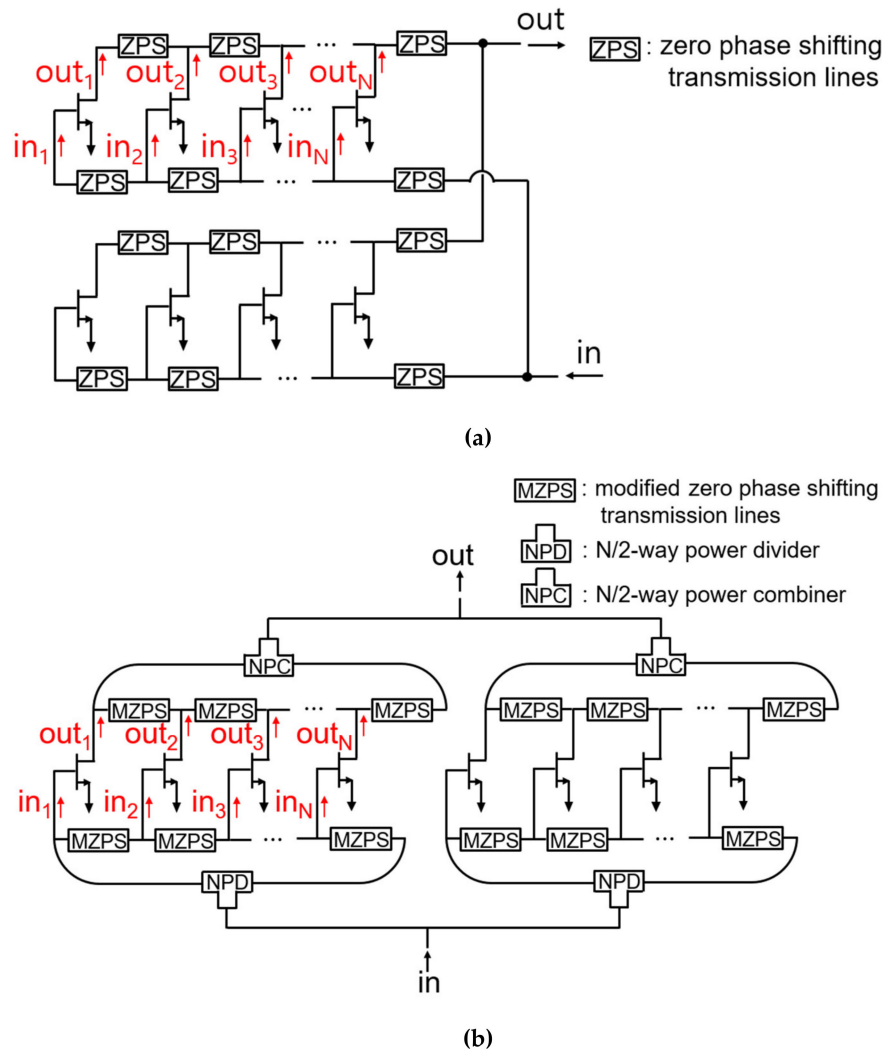 out
ZPS : zero phase shifting
transmission lines
ZPS ZPS ... ZPS
out1 out2 out3 outN
...
in1 in2 in3 inN
ZPS ZPS ... ZPS
ZPS ZPS ... ZPS
in
ZPS ZPS ... ZPS
(a)
MZPS : modified zero phase shifting
transmission lines
NPD : N/2-way power divider
NPC : N/2-way power combiner
out
NPC NPC
MZPS MZPS ... MZPS MZPS MZPS ... MZPS
out1 out2 out3 outN
in1 in2 in3 inN
MZPS MZPS ... MZPS MZPS MZPS ... MZPS
NPD NPD
in
(b)